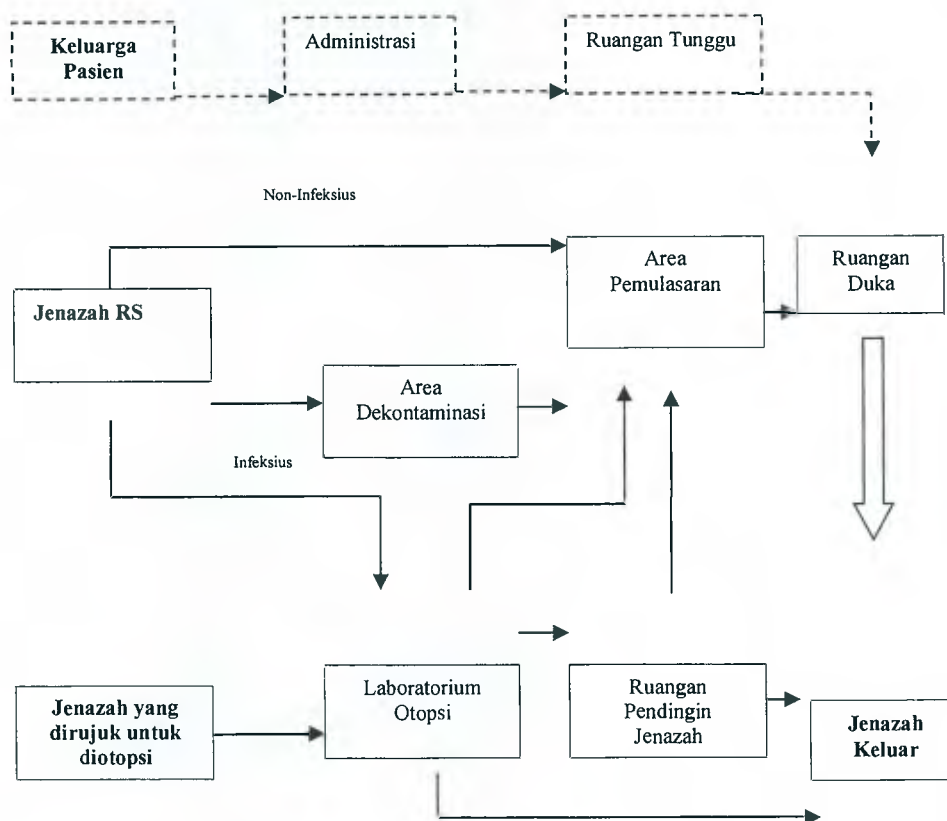 Keluarga
Pasien
Administrasi
Ruangan Tunggu
Non-Infeksius
Area
Pemulasaran
Ruangan
Duka
Jenazah RS
Area
Dekontaminasi
Infeksius
Jenazah yang
dirujuk untuk
diotopsi
Laboratorium
Otopsi
Ruangan
Pendingin
Jenazah
Jenazah
Keluar